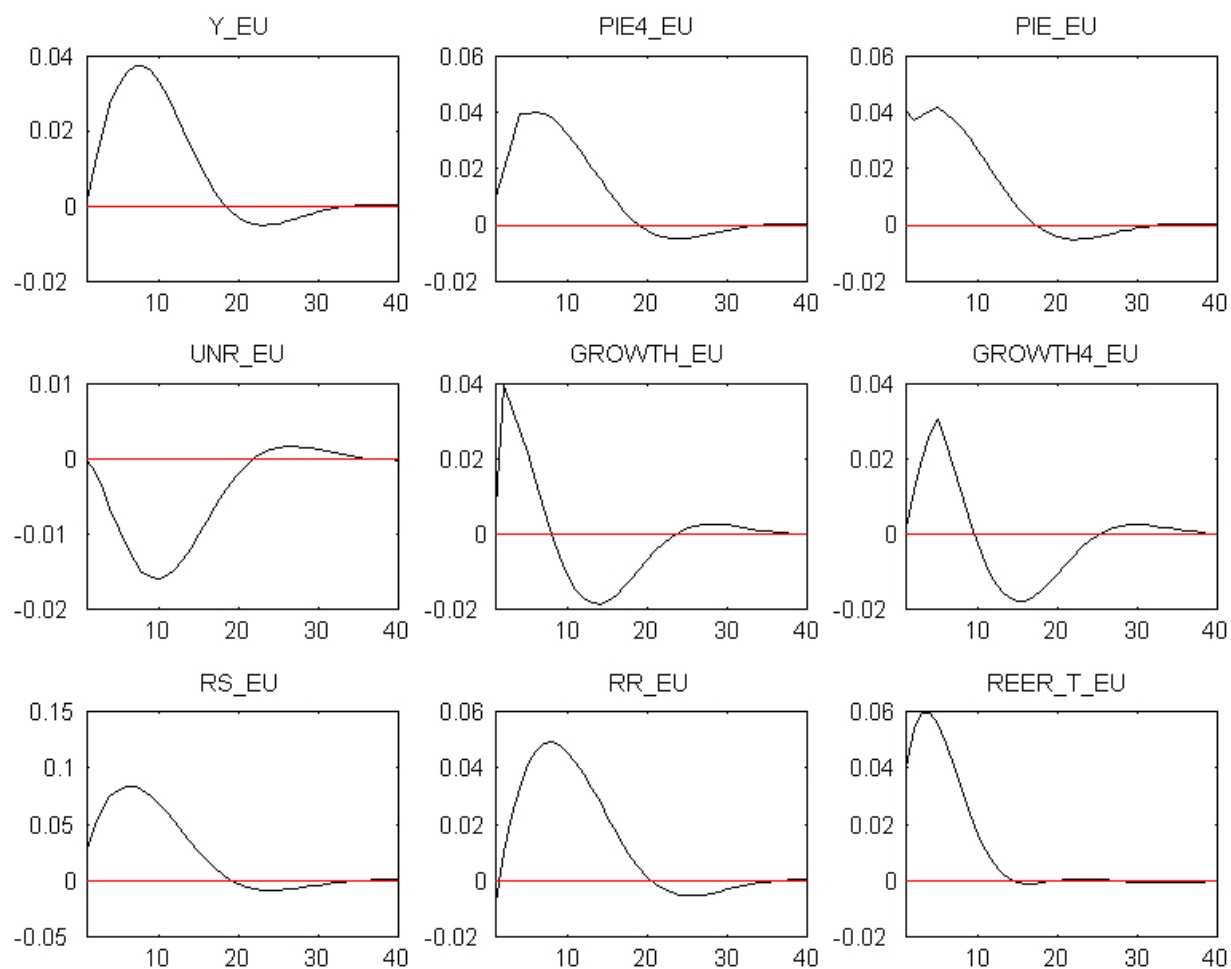 Y_EU PIE4_EU PIE_EU
0.04 0.06 0.06
0.04 0.04
0.02
0.02 0.02
0
0 0
-0.02 -0.02 -0.02
10 20 30 40 10 20 30 40 10 20 30 40
UNR_EU GROWTH_EU GROWTH4_EU
0.01 0.04 0.04
0 0.02 0.02
-0.01 0 0
-0.02 -0.02 -0.02
10 20 30 40 10 20 30 40 10 20 30 40
RS_EU RR_EU REER_T_EU
0.15 0.06 0.06
0.1 0.04 0.04
0.05 0.02 0.02
0 0 0
-0.05 -0.02 -0.02
10 20 30 40 10 20 30 40 10 20 30 40